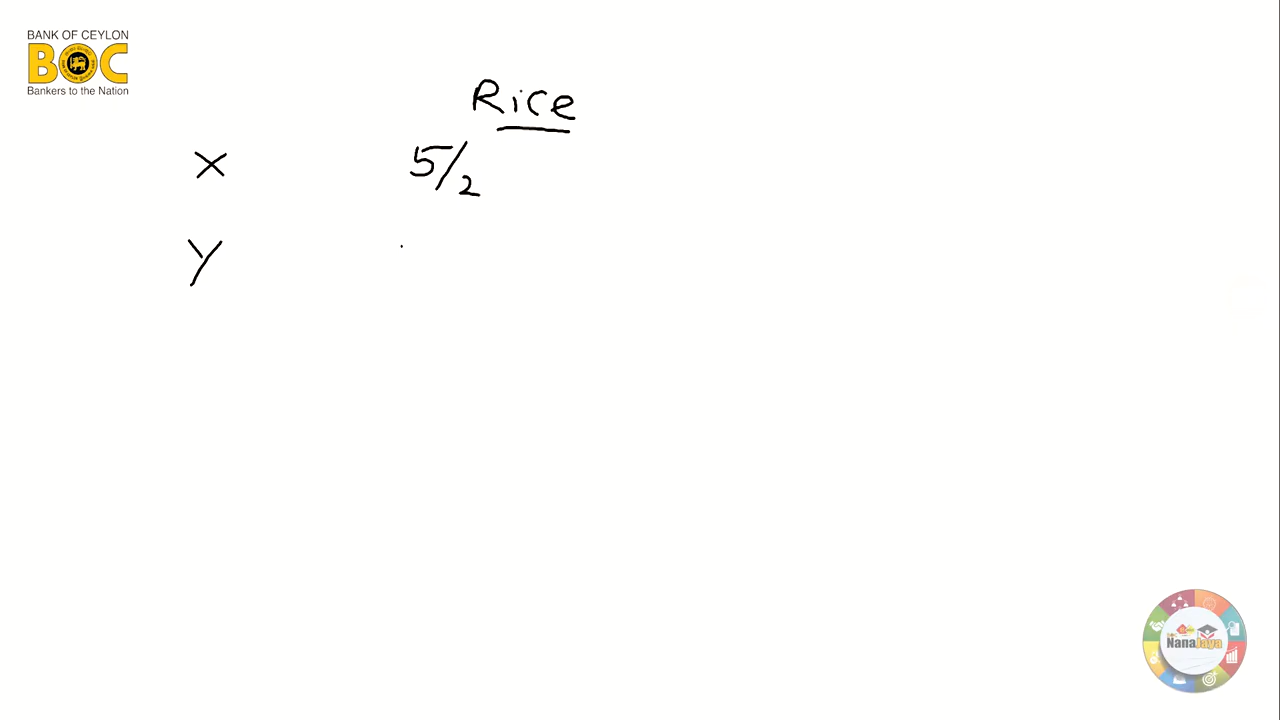 BANK OF CEYLON
BOC
Bankers to the Nation
Rice
X 5/2
Y
NanaJaya